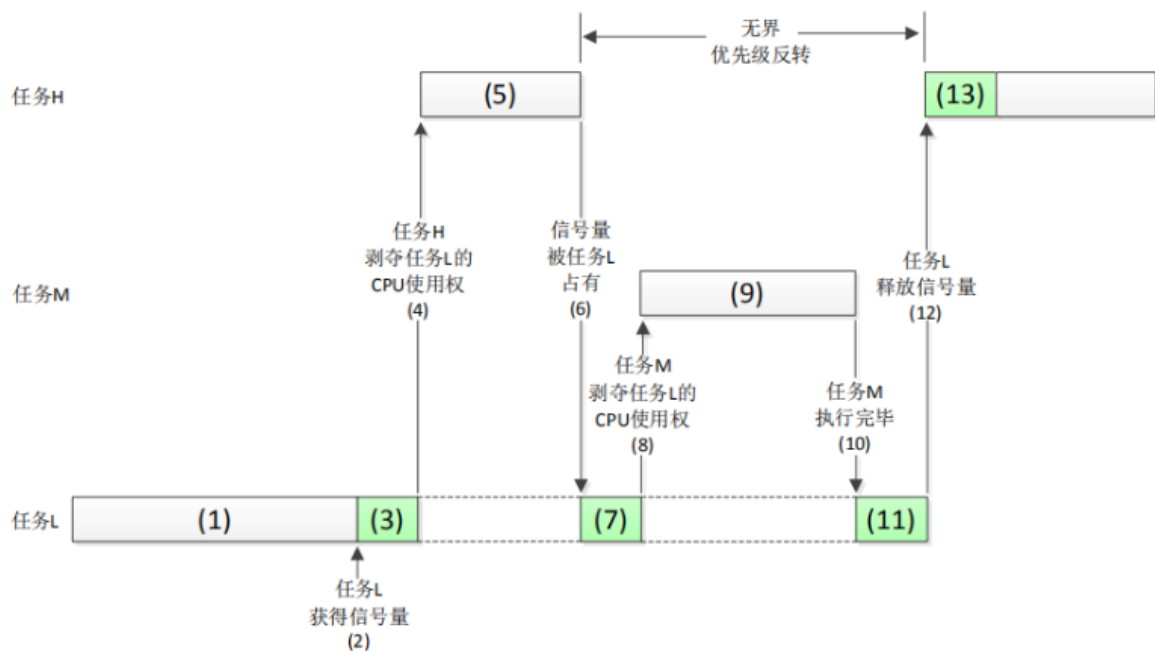 无界
优先级反转
任务H
(5)
(13)
任务H
剥夺任务L的
CPU使用权
(4)
信号量
被任务L
占有
(6)
任务L
释放信号量
(12)
任务M
(9)
任务M
剥夺任务L的
CPU使用权
(8)
任务M
执行完毕
(10)
任务L
(1)
(3)
(7)
(11)
任务L
获得信号量
(2)